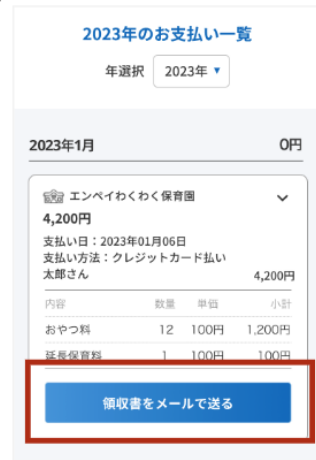 2023年のお支払い一覧
年選択 2023年 ▼
2023年1月 0円
エンペイわくわく保育園
4,200円
支払い日：2023年01月06日
支払い方法：クレジットカード払い
太郎さん 4,200円
内容 数量 単価 小計
おやつ料 12 100円 1,200円
延長保育料 1 100円 100円
領収書をメールで送る